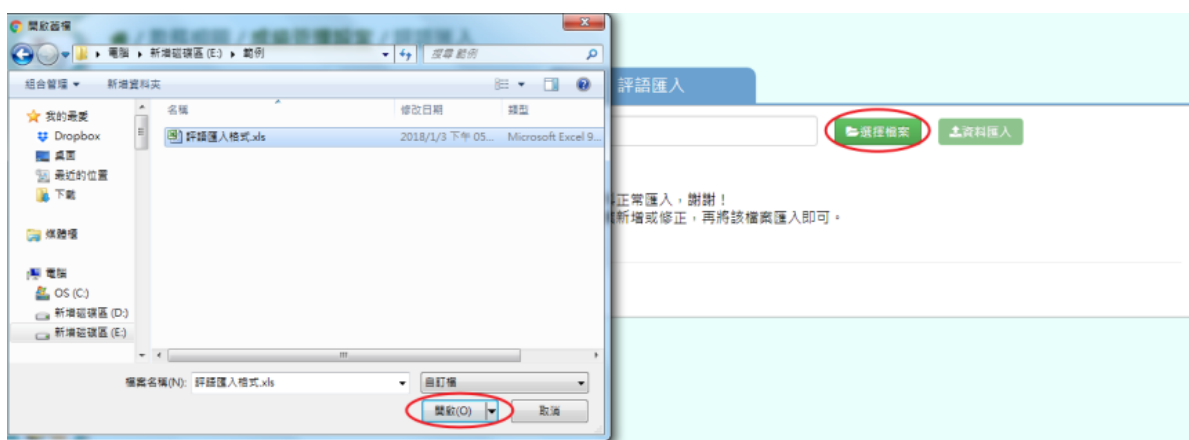 開啟舊檔
電腦 ▸ 新增磁碟區 (E:) ▸ 範例
搜尋 範例
組合管理 ▼ 新增資料夾
我的最愛
Dropbox
桌面
最近的位置
下載
媒體櫃
電腦
OS (C:)
新增磁碟區 (D:)
新增磁碟區 (E:)
名稱 修改日期 類型
評語匯入格式.xls 2018/1/3 下午 05... Microsoft Excel 9...
檔案名稱(N): 評語匯入格式.xls 自訂檔
開啟(O) 取消
評語匯入
選擇檔案 資料匯入
正常匯入,謝謝!
新增或修正,再將該檔案匯入即可。